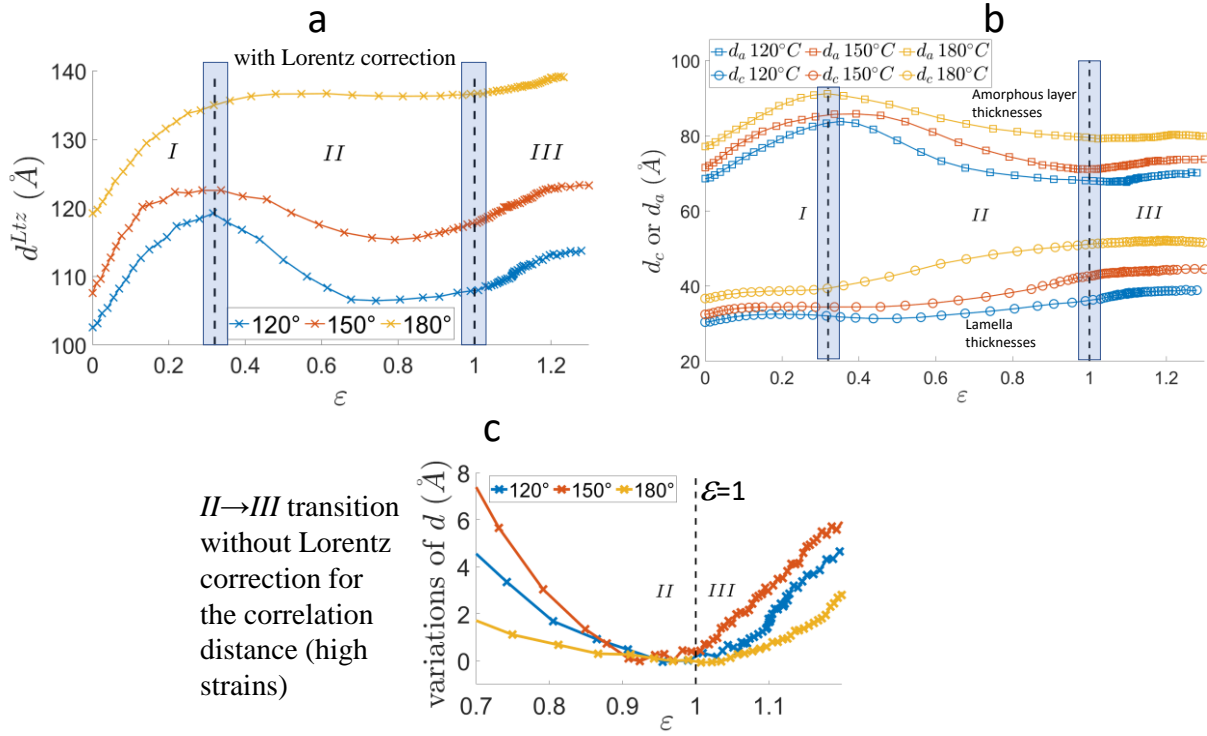 a
with Lorentz correction
140
135
130
125
120
115
110
105
100
d^Ltz (Å)
I
II
III
120°
150°
180°
0
0.2
0.4
0.6
0.8
1
1.2
ε
b
d_a 120°C
d_a 150°C
d_a 180°C
d_c 120°C
d_c 150°C
d_c 180°C
100
80
60
40
20
d_c or d_a (Å)
Amorphous layer
thicknesses
I
II
III
Lamella
thicknesses
0
0.2
0.4
0.6
0.8
1
1.2
ε
c
II→III transition
without Lorentz
correction for
the correlation
distance (high
strains)
8
6
4
2
0
variations of d (Å)
120°
150°
180°
ε=1
II
III
0.7
0.8
0.9
1
1.1
ε